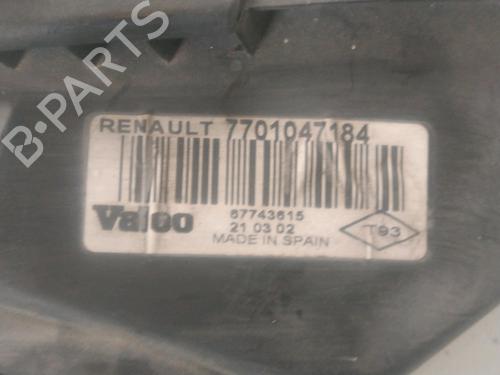 B-PARTS
RENAULT 7701047184
Valeo 67743615
21 03 02
MADE IN SPAIN
T93